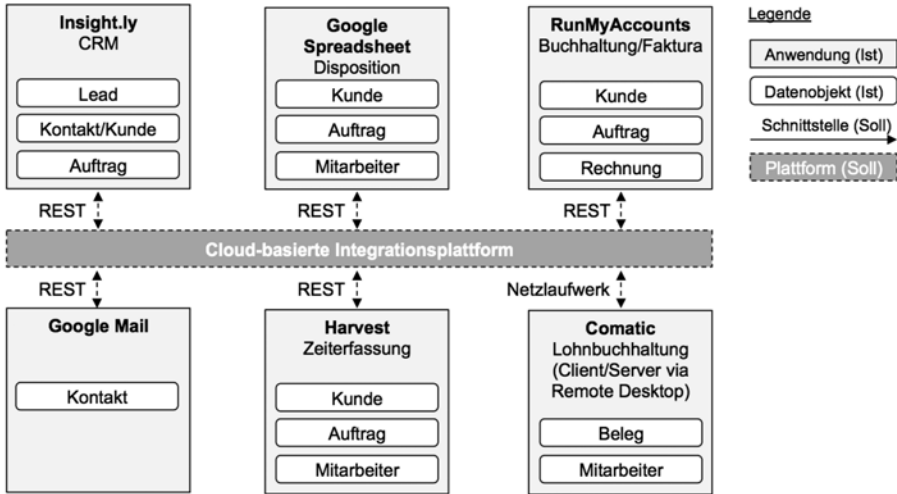 Insight.ly
CRM
Lead
Kontakt/Kunde
Auftrag
Google
Spreadsheet
Disposition
Kunde
Auftrag
Mitarbeiter
RunMyAccounts
Buchhaltung/Faktura
Kunde
Auftrag
Rechnung
Legende
Anwendung (Ist)
Datenobjekt (Ist)
Schnittstelle (Soll)
Plattform (Soll)
REST
REST
REST
Cloud-basierte Integrationsplattform
REST
REST
Netzlaufwerk
Google Mail
Kontakt
Harvest
Zeiterfassung
Kunde
Auftrag
Mitarbeiter
Comatic
Lohnbuchhaltung
(Client/Server via
Remote Desktop)
Beleg
Mitarbeiter